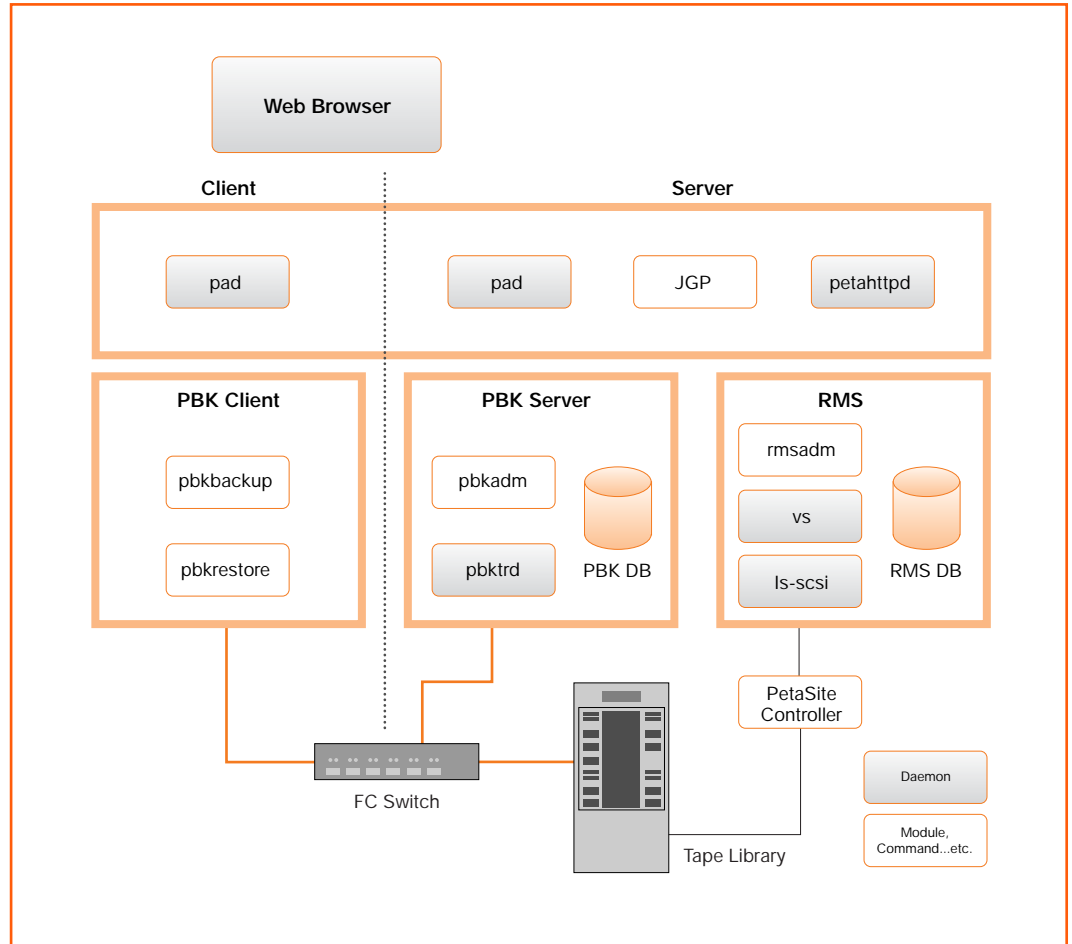 Web Browser
Client
Server
pad
pad
JGP
petahttpd
PBK Client
PBK Server
RMS
pbkbackup
pbkrestore
pbkadm
pbktrd
PBK DB
rmsadm
vs
ls-scsi
RMS DB
PetaSite
Controller
FC Switch
Tape Library
Daemon
Module,
Command...etc.